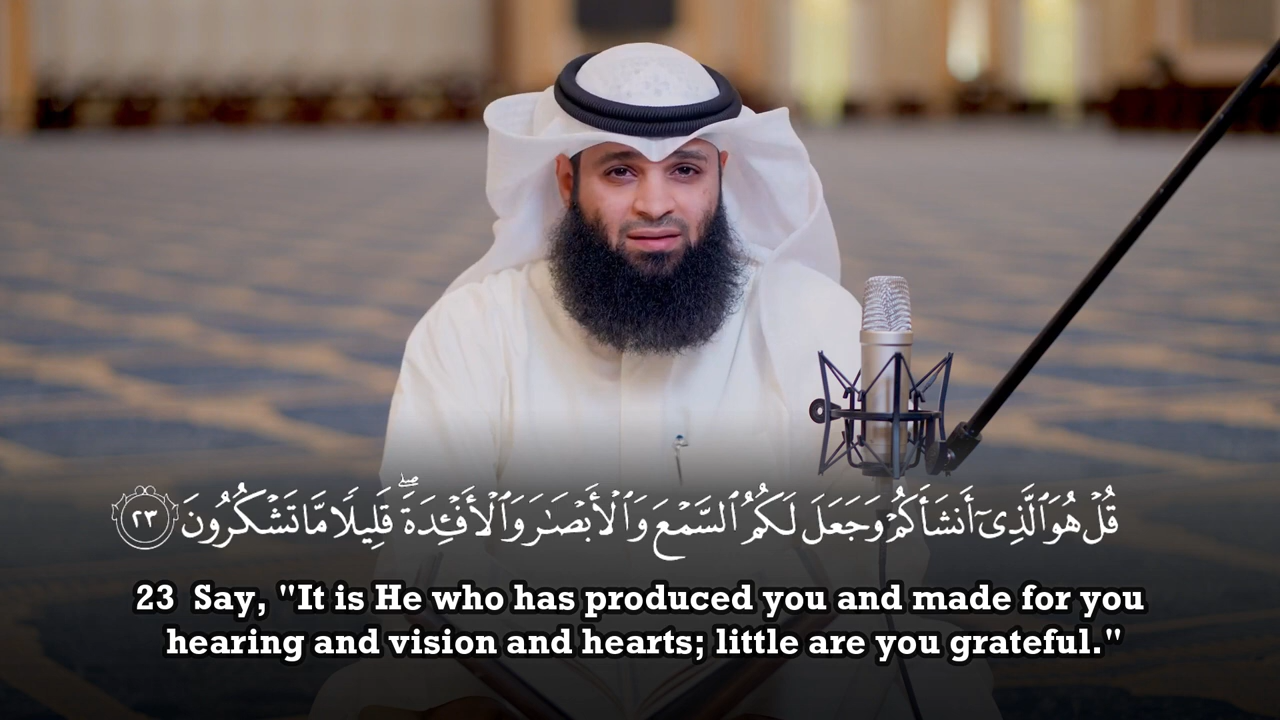 قُلْ هُوَ ٱلَّذِىٓ أَنشَأَكُمْ وَجَعَلَ لَكُمُ ٱلسَّمْعَ وَٱلْأَبْصَـٰرَ وَٱلْأَفْـِٔدَةَ ۖ قَلِيلًا مَّا تَشْكُرُونَ ٢٣
23 Say, "It is He who has produced you and made for you
hearing and vision and hearts; little are you grateful."